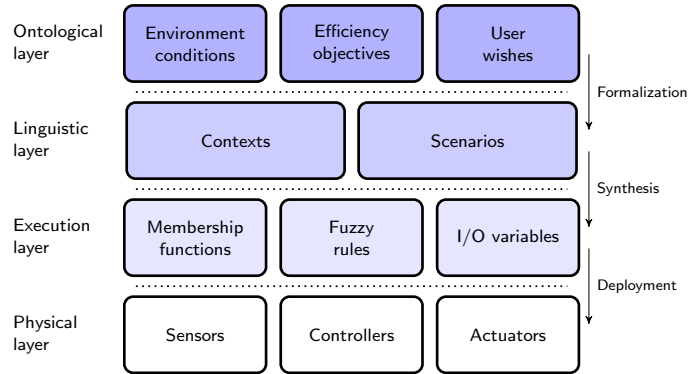 Ontological
layer
Environment
conditions
Efficiency
objectives
User
wishes
Formalization
Linguistic
layer
Contexts
Scenarios
Synthesis
Execution
layer
Membership
functions
Fuzzy
rules
I/O variables
Deployment
Physical
layer
Sensors
Controllers
Actuators